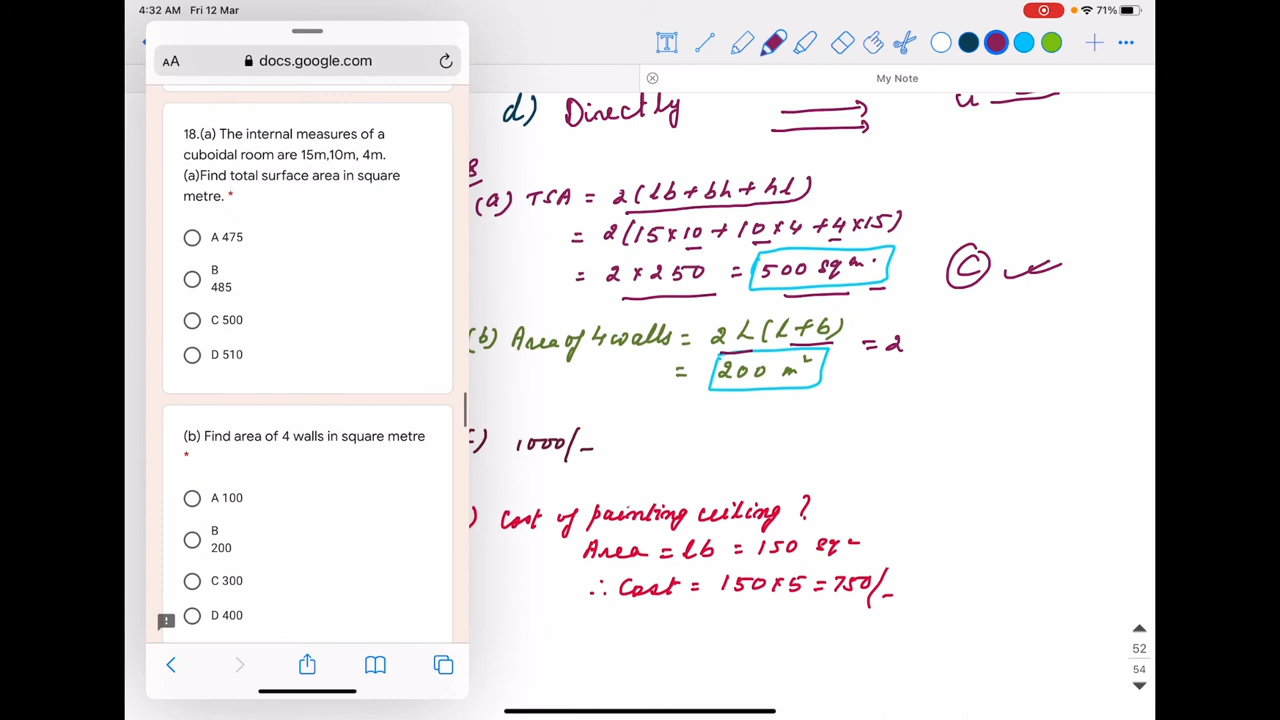 4:32 AM Fri 12 Mar
71%
AA docs.google.com
My Note
18.(a) The internal measures of a
cuboidal room are 15m,10m, 4m.
(a)Find total surface area in square
metre. *
A 475
B
485
C 500
D 510
(b) Find area of 4 walls in square metre
*
A 100
B
200
C 300
D 400
d) Directly
(a) TSA = 2(lb+bh+hl)
= 2(15×10 + 10×4 + 4×15)
= 2×250 = 500 sqm.
C
(b) Area of 4 walls = 2h(l+b) = 2
= 200 m²
) 1000/-
) Cost of painting ceiling?
Area = lb = 150 sq
∴ Cost = 150×5 = 750/-
52
54